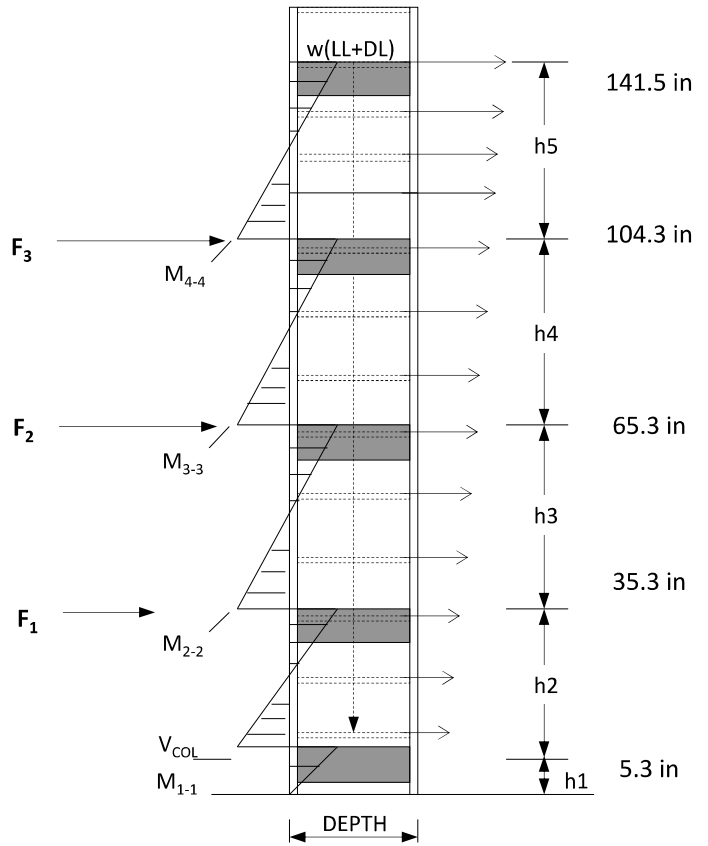 w(LL+DL)
141.5 in
h5
F3
104.3 in
M4-4
h4
F2
65.3 in
M3-3
h3
35.3 in
F1
M2-2
h2
VCOL
5.3 in
M1-1
h1
DEPTH